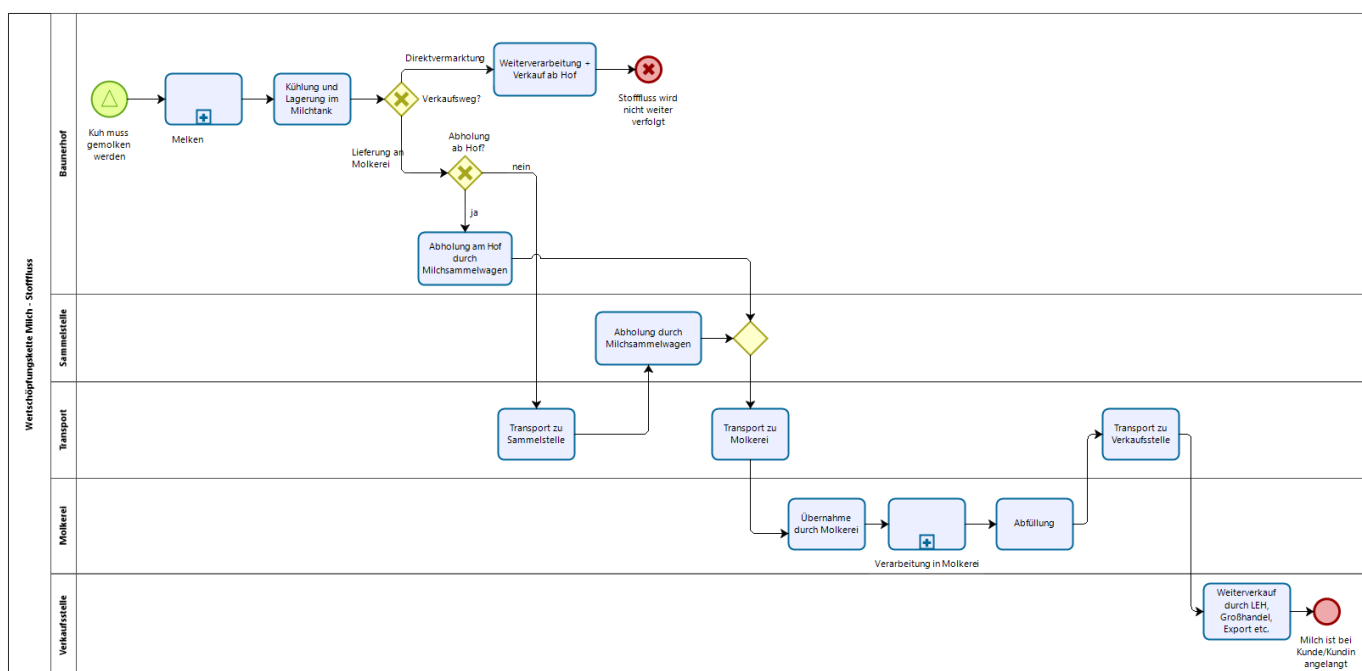 Wertschöpfungskette Milch - Stofffluss
Baunerhof
Kuh muss
gemolken
werden
Melken
Kühlung und
Lagerung im
Milchtank
Verkaufsweg?
Direktvermarktung
Weiterverarbeitung +
Verkauf ab Hof
Stofffluss wird
nicht weiter
verfolgt
Lieferung an
Molkerei
Abholung
ab Hof?
nein
ja
Abholung am Hof
durch
Milchsammelwagen
Sammelstelle
Abholung durch
Milchsammelwagen
Transport
Transport zu
Sammelstelle
Transport zu
Molkerei
Transport zu
Verkaufsstelle
Molkerei
Übernahme
durch Molkerei
Verarbeitung in Molkerei
Abfüllung
Verkaufsstelle
Weiterverkauf
durch LEH,
Großhandel,
Export etc.
Milch ist bei
Kunde/Kundin
angelangt